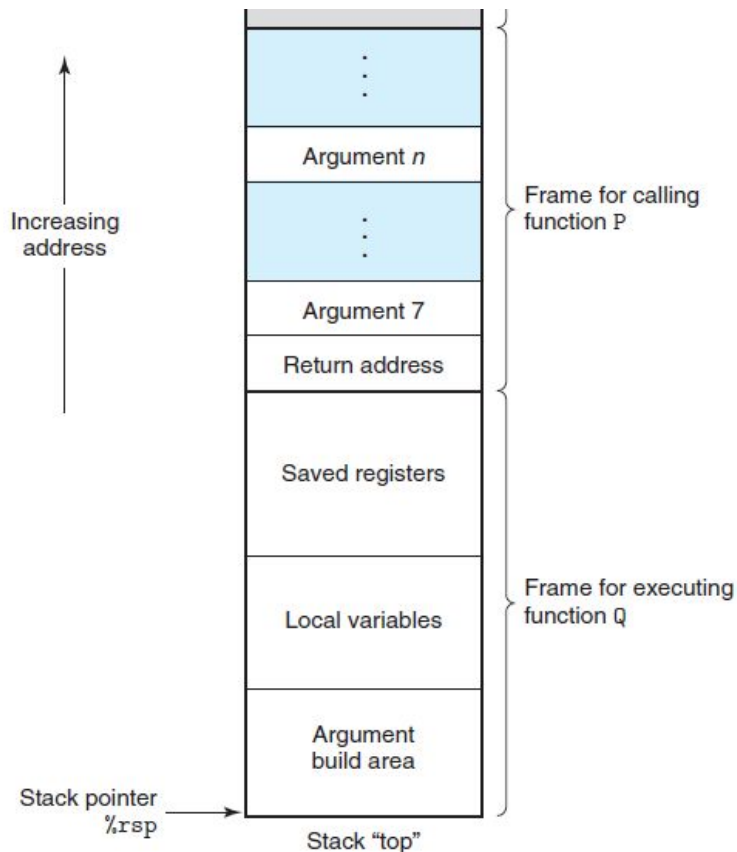 Argument n
Increasing
address
Frame for calling
function P
Argument 7
Return address
Saved registers
Local variables
Frame for executing
function Q
Argument
build area
Stack pointer
%rsp
Stack “top”